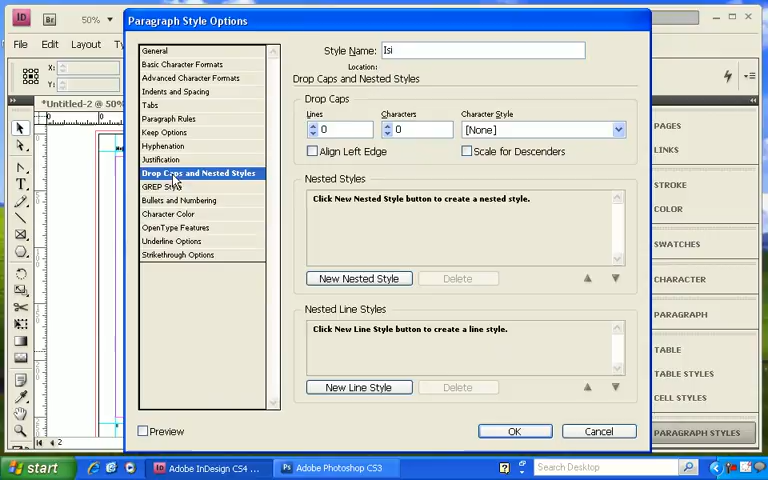 ID
Br
50%
File
Edit
Layout
X:
Y:
*Untitled-2 @ 50%
0
0
2
Paragraph Style Options
General
Basic Character Formats
Advanced Character Formats
Indents and Spacing
Tabs
Paragraph Rules
Keep Options
Hyphenation
Justification
Drop Caps and Nested Styles
GREP Style
Bullets and Numbering
Character Color
OpenType Features
Underline Options
Strikethrough Options
Preview
Style Name: Isi
Location:
Drop Caps and Nested Styles
Drop Caps
Lines
Characters
Character Style
0
0
[None]
Align Left Edge
Scale for Descenders
Nested Styles
Click New Nested Style button to create a nested style.
New Nested Style
Delete
Nested Line Styles
Click New Line Style button to create a line style.
New Line Style
Delete
OK
Cancel
PAGES
LINKS
STROKE
COLOR
SWATCHES
CHARACTER
PARAGRAPH
TABLE
TABLE STYLES
CELL STYLES
PARAGRAPH STYLES
start
ID
Adobe InDesign CS4 ...
Ps
Adobe Photoshop CS3
Search Desktop